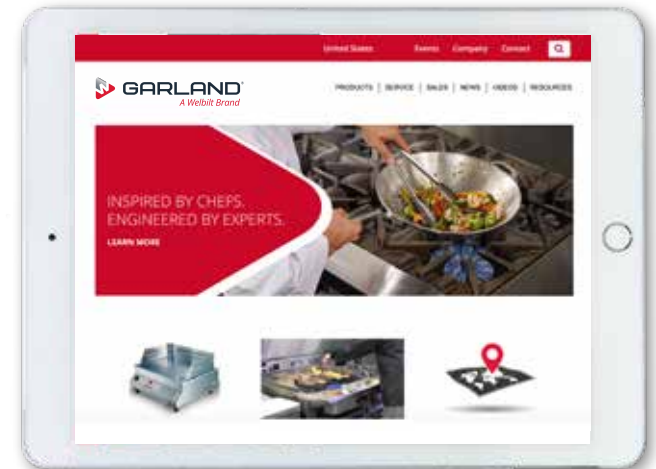 United States Events Company Contact
GARLAND
A Welbilt Brand
PRODUCTS | SERVICE | SALES | NEWS | VIDEOS | RESOURCES
INSPIRED BY CHEFS.
ENGINEERED BY EXPERTS.
LEARN MORE